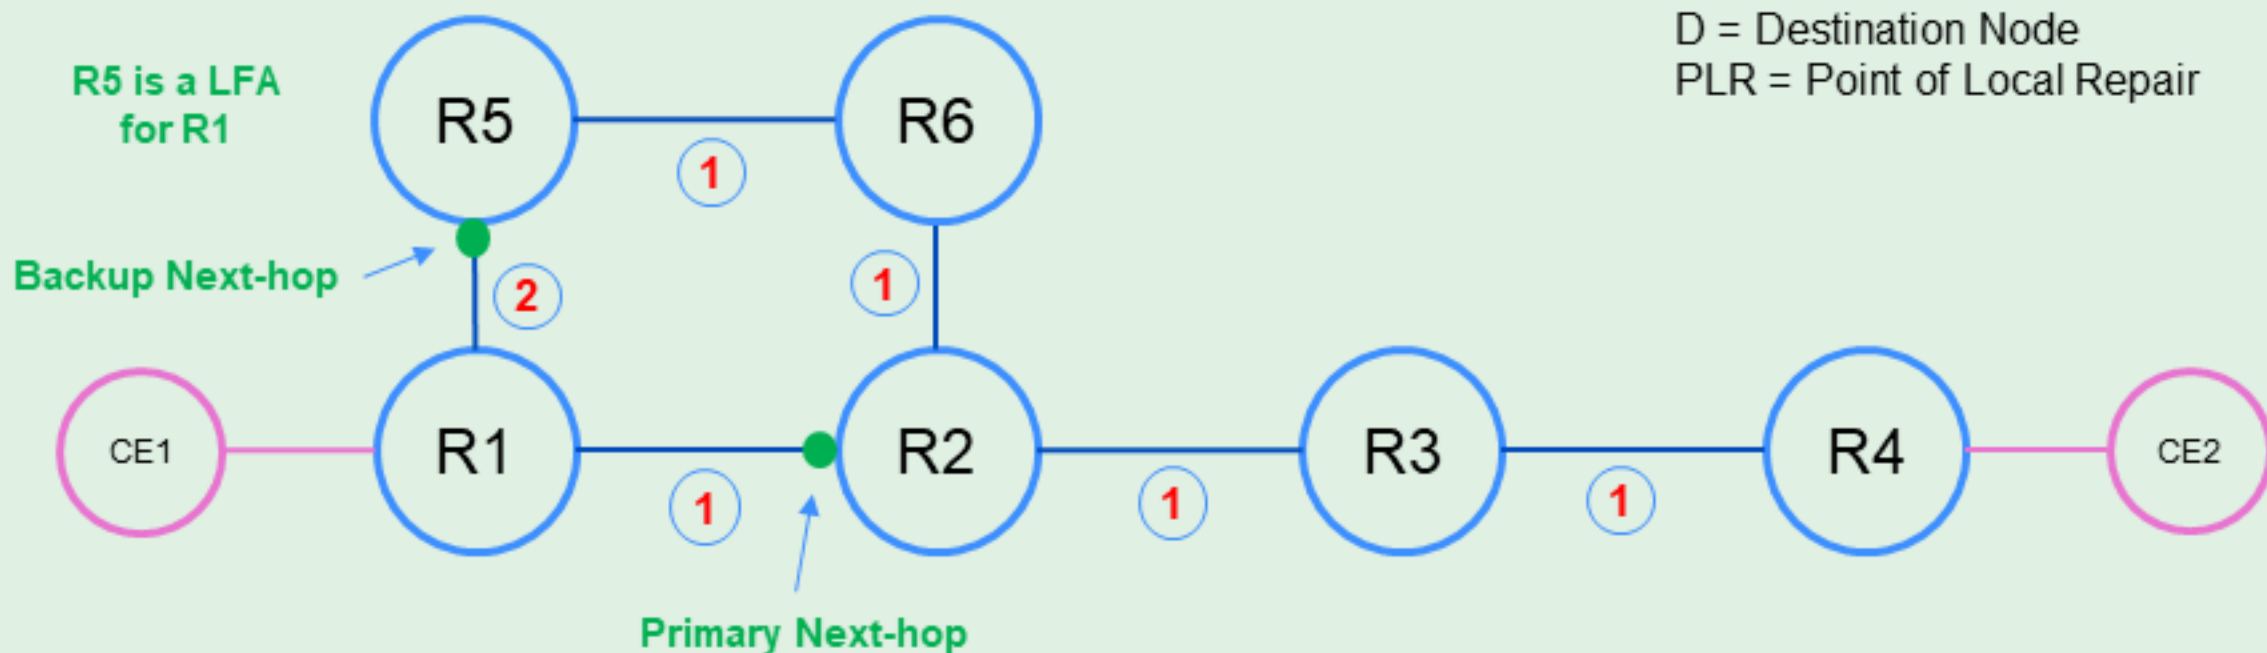 D = Destination Node
PLR = Point of Local Repair
R5 is a LFA
for R1
R5
R6
1
Backup Next-hop
2
1
CE1
R1
R2
R3
R4
CE2
1
1
1
Primary Next-hop